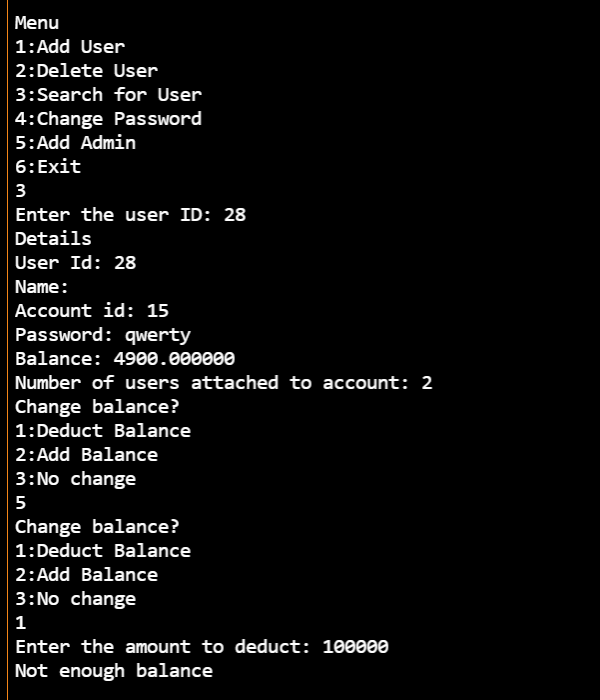 Menu
1:Add User
2:Delete User
3:Search for User
4:Change Password
5:Add Admin
6:Exit
3
Enter the user ID: 28
Details
User Id: 28
Name:
Account id: 15
Password: qwerty
Balance: 4900.000000
Number of users attached to account: 2
Change balance?
1:Deduct Balance
2:Add Balance
3:No change
5
Change balance?
1:Deduct Balance
2:Add Balance
3:No change
1
Enter the amount to deduct: 100000
Not enough balance